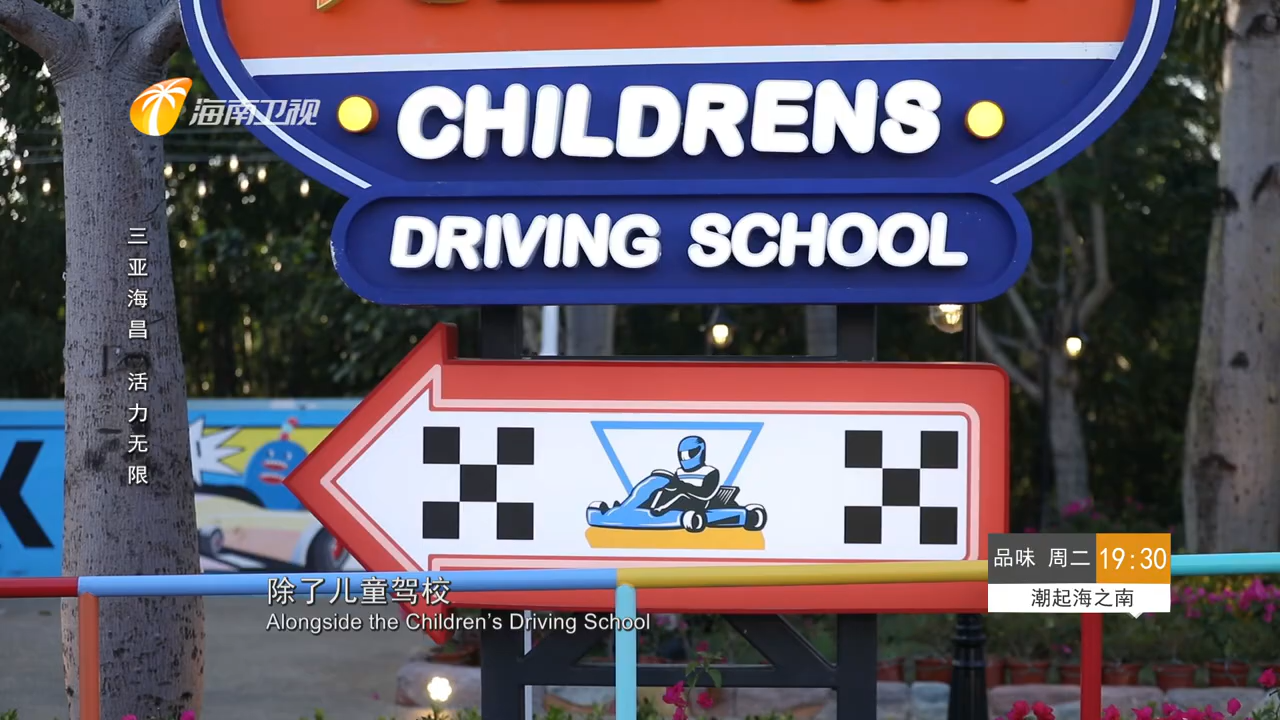 海南卫视
CHILDRENS
DRIVING SCHOOL
三亚海昌 活力无限
除了儿童驾校
Alongside the Children's Driving School
品味 周二 19:30
潮起海之南